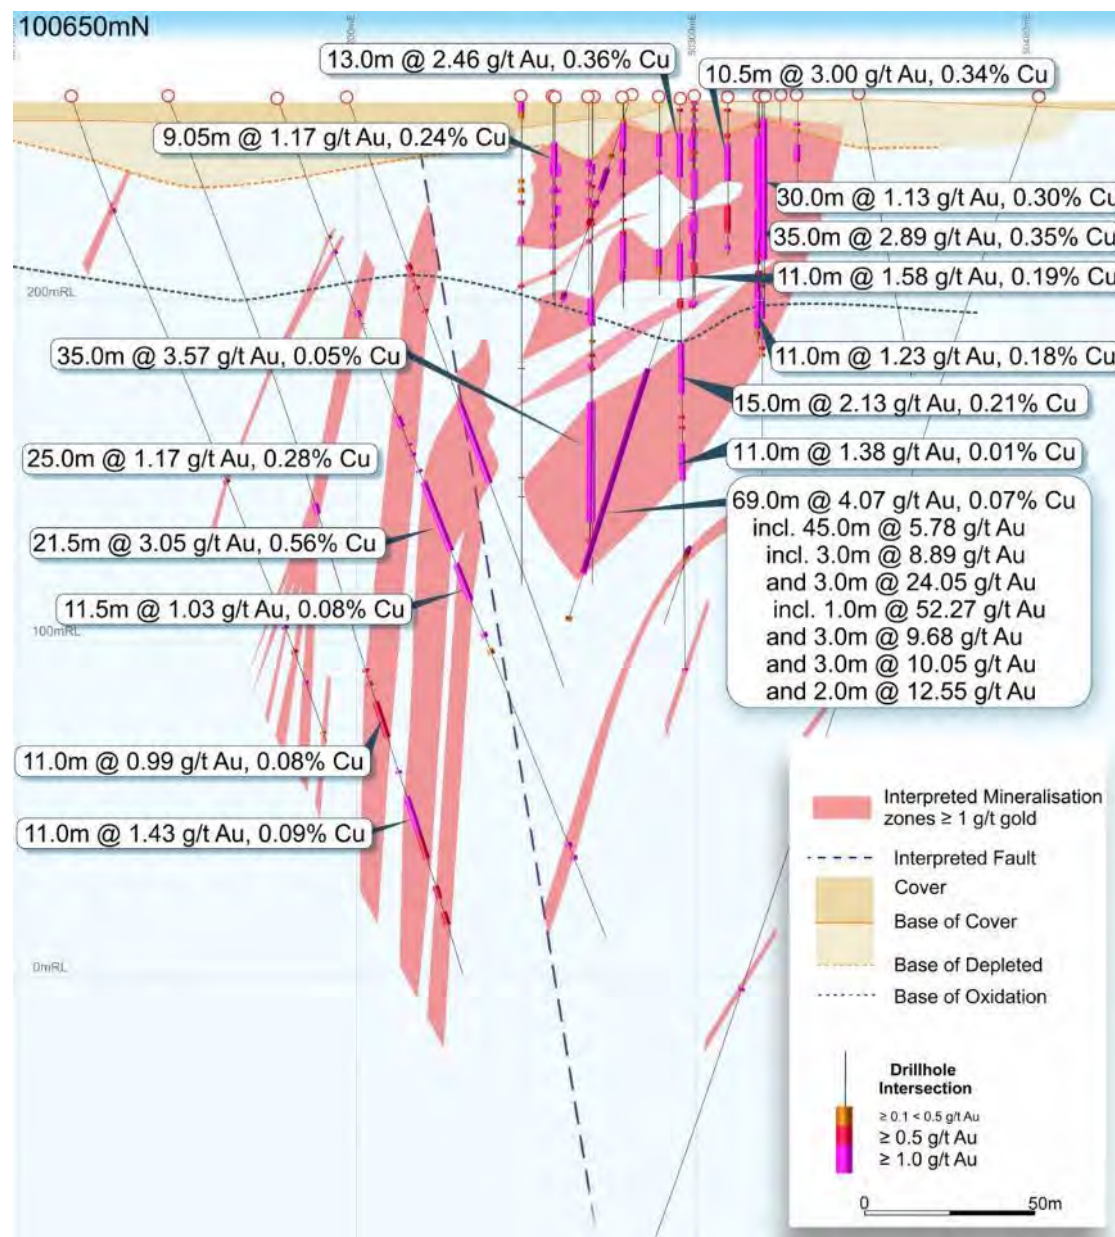 100650mN
50300mE
50400mE
13.0m @ 2.46 g/t Au, 0.36% Cu
10.5m @ 3.00 g/t Au, 0.34% Cu
9.05m @ 1.17 g/t Au, 0.24% Cu
30.0m @ 1.13 g/t Au, 0.30% Cu
35.0m @ 2.89 g/t Au, 0.35% Cu
11.0m @ 1.58 g/t Au, 0.19% Cu
200mRL
35.0m @ 3.57 g/t Au, 0.05% Cu
11.0m @ 1.23 g/t Au, 0.18% Cu
15.0m @ 2.13 g/t Au, 0.21% Cu
25.0m @ 1.17 g/t Au, 0.28% Cu
11.0m @ 1.38 g/t Au, 0.01% Cu
69.0m @ 4.07 g/t Au, 0.07% Cu
incl. 45.0m @ 5.78 g/t Au
incl. 3.0m @ 8.89 g/t Au
and 3.0m @ 24.05 g/t Au
incl. 1.0m @ 52.27 g/t Au
and 3.0m @ 9.68 g/t Au
and 3.0m @ 10.05 g/t Au
and 2.0m @ 12.55 g/t Au
21.5m @ 3.05 g/t Au, 0.56% Cu
11.5m @ 1.03 g/t Au, 0.08% Cu
100mRL
11.0m @ 0.99 g/t Au, 0.08% Cu
11.0m @ 1.43 g/t Au, 0.09% Cu
0mRL
Interpreted Mineralisation
zones ≥ 1 g/t gold
Interpreted Fault
Cover
Base of Cover
Base of Depleted
Base of Oxidation
Drillhole
Intersection
≥ 0.1 < 0.5 g/t Au
≥ 0.5 g/t Au
≥ 1.0 g/t Au
0 50m